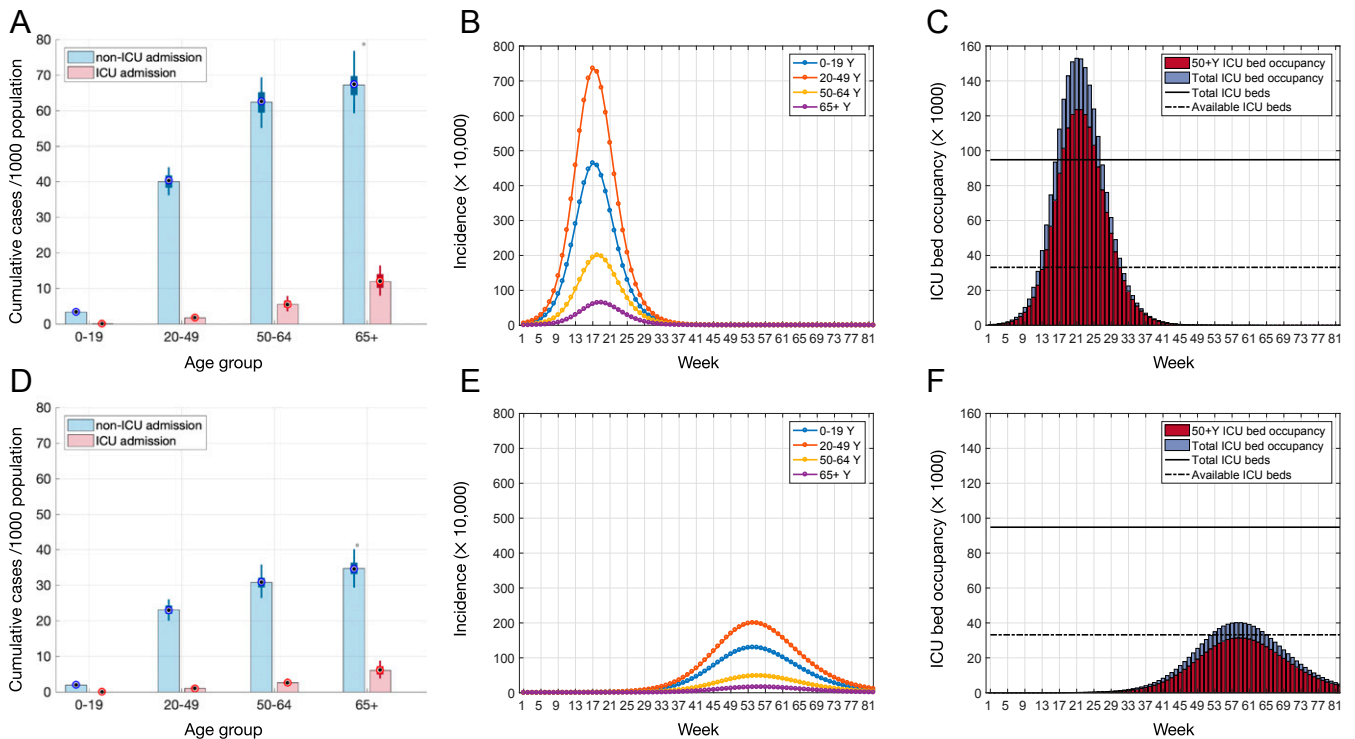 A
Cumulative cases /1000 population
80
70
60
50
40
30
20
10
0
non-ICU admission
ICU admission
0-19 20-49 50-64 65+
Age group
B
Incidence (× 10,000)
800
700
600
500
400
300
200
100
0
0-19 Y
20-49 Y
50-64 Y
65+ Y
1 5 9 13 17 21 25 29 33 37 41 45 49 53 57 61 65 69 73 77 81
Week
C
ICU bed occupancy (× 1000)
160
140
120
100
80
60
40
20
0
50+Y ICU bed occupancy
Total ICU bed occupancy
Total ICU beds
Available ICU beds
1 5 9 13 17 21 25 29 33 37 41 45 49 53 57 61 65 69 73 77 81
Week
D
Cumulative cases /1000 population
80
70
60
50
40
30
20
10
0
non-ICU admission
ICU admission
0-19 20-49 50-64 65+
Age group
E
Incidence (× 10,000)
800
700
600
500
400
300
200
100
0
0-19 Y
20-49 Y
50-64 Y
65+ Y
1 5 9 13 17 21 25 29 33 37 41 45 49 53 57 61 65 69 73 77 81
Week
F
ICU bed occupancy (× 1000)
160
140
120
100
80
60
40
20
0
50+Y ICU bed occupancy
Total ICU bed occupancy
Total ICU beds
Available ICU beds
1 5 9 13 17 21 25 29 33 37 41 45 49 53 57 61 65 69 73 77 81
Week